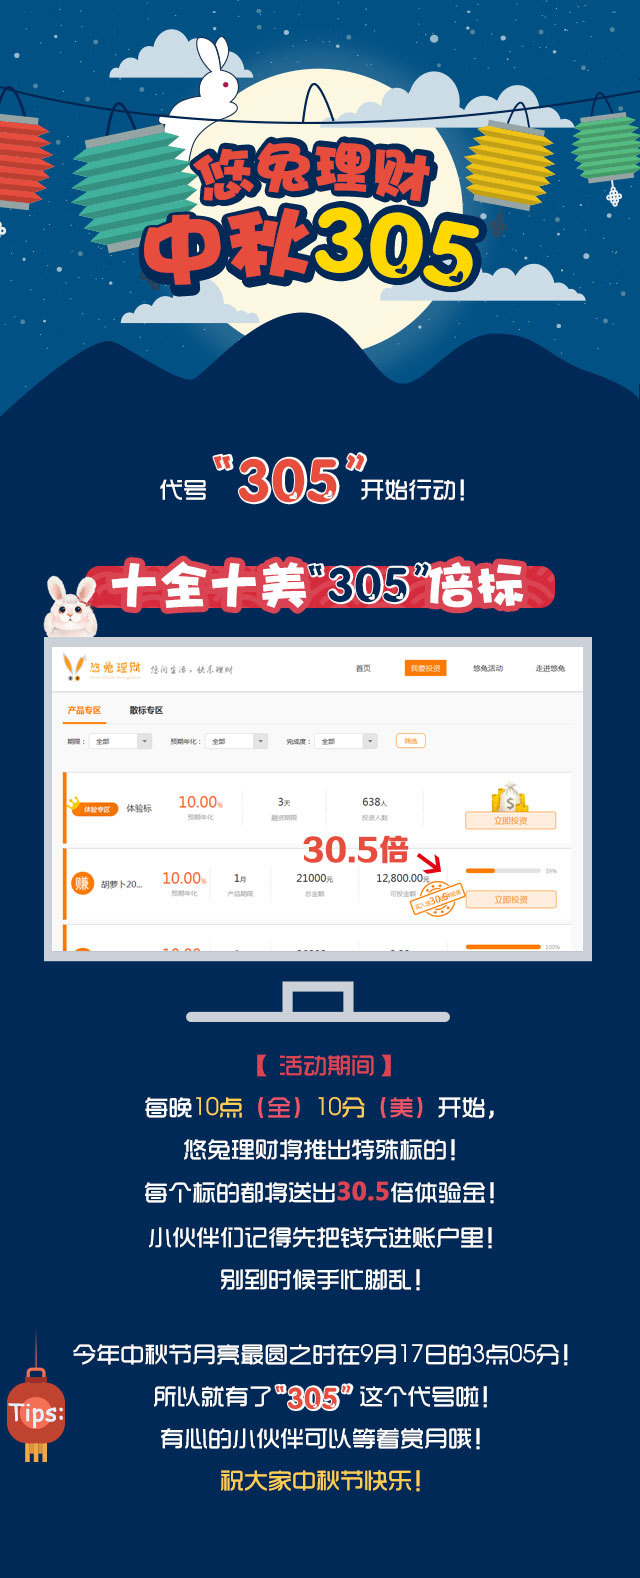 悠兔理财
中秋305
代号“305”开始行动！
十全十美“305”倍标
悠兔理财 悠闲生活，快乐理财 首页 我要投资 悠兔活动 走进悠兔
产品专区 散标专区
期限： 全部 预期年化： 全部 完成度： 全部 筛选
体验专区 体验标 10.00% 3天 638人
预期年化 融资期限 投资人数 立即投资
30.5倍
赚 胡萝卜20... 10.00% 1月 21000元 12,800.00元 39%
预期年化 产品期限 总金额 可投金额 立即投资
100%
【 活动期间 】
每晚10点（全）10分（美）开始，
悠兔理财将推出特殊标的！
每个标的都将送出30.5倍体验金！
小伙伴们记得先把钱充进账户里！
别到时候手忙脚乱！
Tips:
今年中秋节月亮最圆之时在9月17日的3点05分！
所以就有了“305”这个代号啦！
有心的小伙伴可以等着赏月哦！
祝大家中秋节快乐！